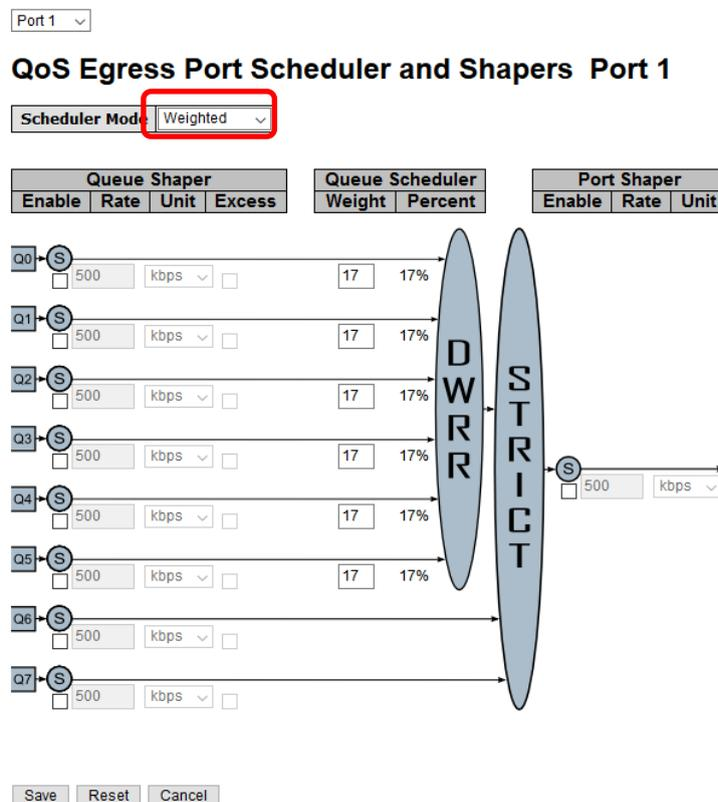 Port 1
QoS Egress Port Scheduler and Shapers Port 1
Scheduler Mode Weighted
Queue Shaper Queue Scheduler Port Shaper
Enable Rate Unit Excess Weight Percent Enable Rate Unit
Q0 S
500 kbps 17 17%
Q1 S
500 kbps 17 17%
Q2 S
500 kbps 17 17%
Q3 S
500 kbps 17 17%
Q4 S
500 kbps 17 17%
Q5 S
500 kbps 17 17%
Q6 S
500 kbps
Q7 S
500 kbps
DWRR
STRICT
S
500 kbps
Save Reset Cancel